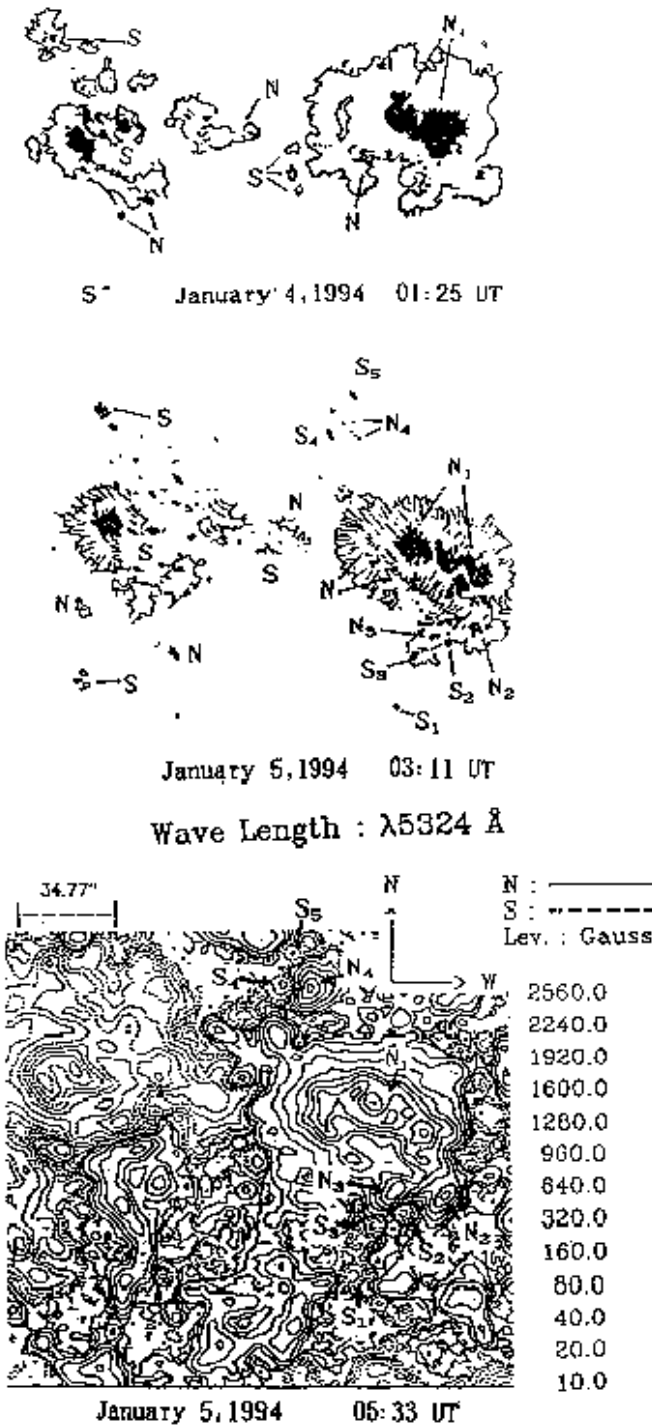 N₁
S
N
S
S
N
N
S January 4,1994 01:25 UT
S₅
S
S₄ N₄
N₁
N
S
S
N
N
N₃
N
S₃
S
S₂ N₂
S₁
January 5,1994 03:11 UT
Wave Length : λ5324 Å
34.77" N N :
S₅ S :
Lev. : Gauss
S₄ N₄ W
2560.0
2240.0
1920.0
N
1600.0
1280.0
960.0
N₃
640.0
320.0
S₃ N₂
S₂
160.0
80.0
S₁
40.0
20.0
10.0
January 5,1994 05:33 UT